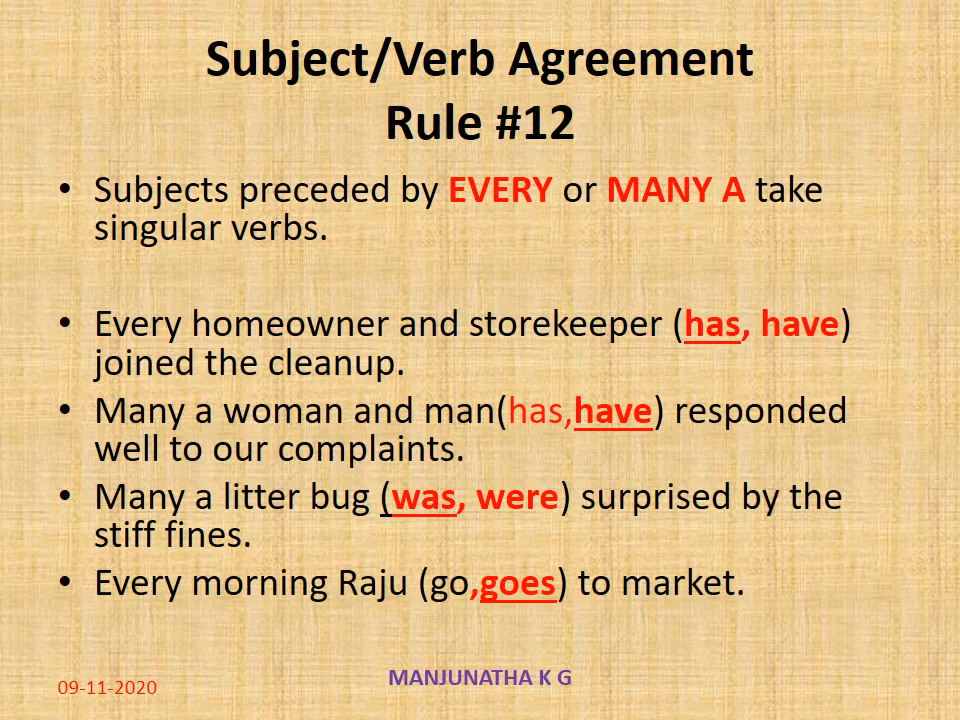 Subject/Verb Agreement
Rule #12
• Subjects preceded by EVERY or MANY A take
singular verbs.
• Every homeowner and storekeeper (has, have)
joined the cleanup.
• Many a woman and man(has,have) responded
well to our complaints.
• Many a litter bug (was, were) surprised by the
stiff fines.
• Every morning Raju (go,goes) to market.
MANJUNATHA K G
09-11-2020